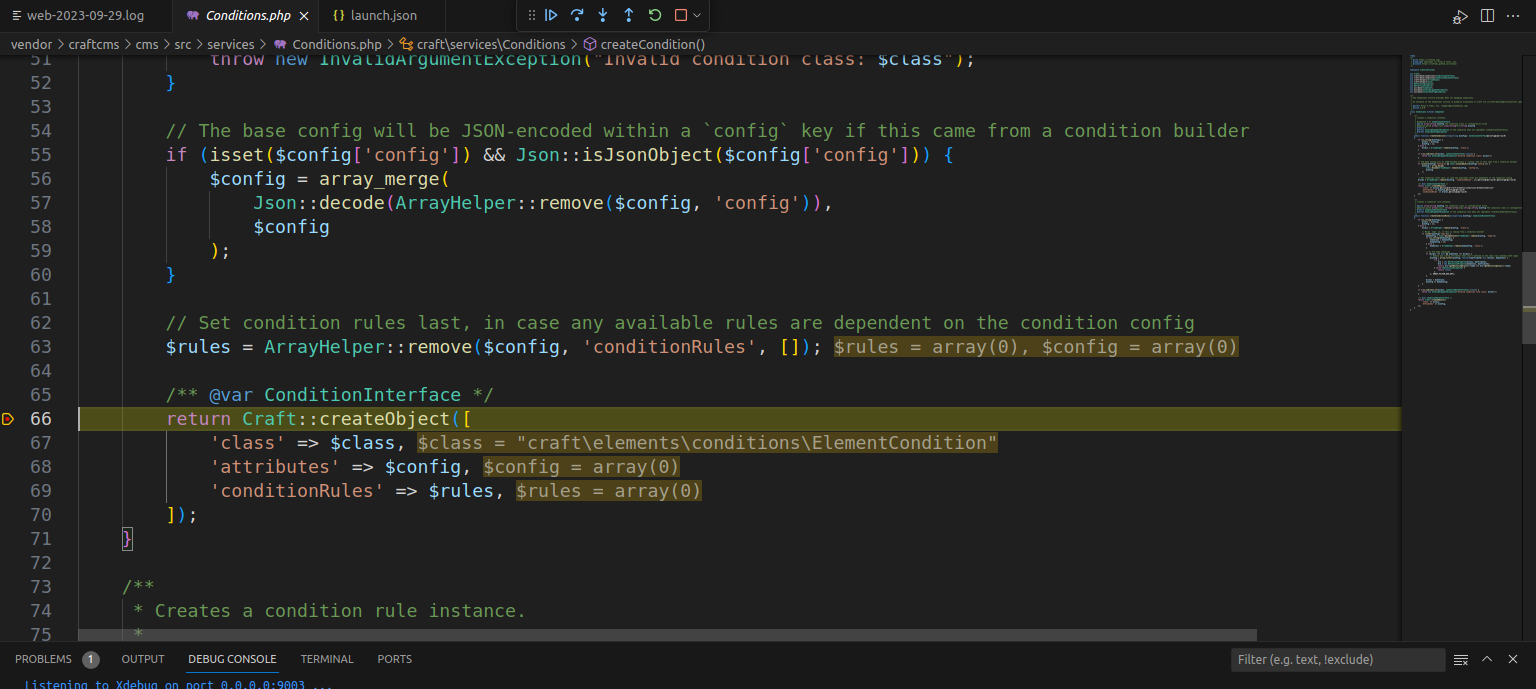 web-2023-09-29.log Conditions.php launch.json
vendor > craftcms > cms > src > services > Conditions.php > craft\services\Conditions > createCondition()
51 throw new InvalidArgumentException("Invalid condition class: $class");
52 }
53
54 // The base config will be JSON-encoded within a `config` key if this came from a condition builder
55 if (isset($config['config']) && Json::isJsonObject($config['config'])) {
56 $config = array_merge(
57 Json::decode(ArrayHelper::remove($config, 'config')),
58 $config
59 );
60 }
61
62 // Set condition rules last, in case any available rules are dependent on the condition config
63 $rules = ArrayHelper::remove($config, 'conditionRules', []); $rules = array(0), $config = array(0)
64
65 /** @var ConditionInterface */
66 return Craft::createObject([
67 'class' => $class, $class = "craft\elements\conditions\ElementCondition"
68 'attributes' => $config, $config = array(0)
69 'conditionRules' => $rules, $rules = array(0)
70 ]);
71 }
72
73 /**
74 * Creates a condition rule instance.
75 *
PROBLEMS 1 OUTPUT DEBUG CONSOLE TERMINAL PORTS Filter (e.g. text, !exclude)
Listening to Xdebug on port 0.0.0.0:9003 ...